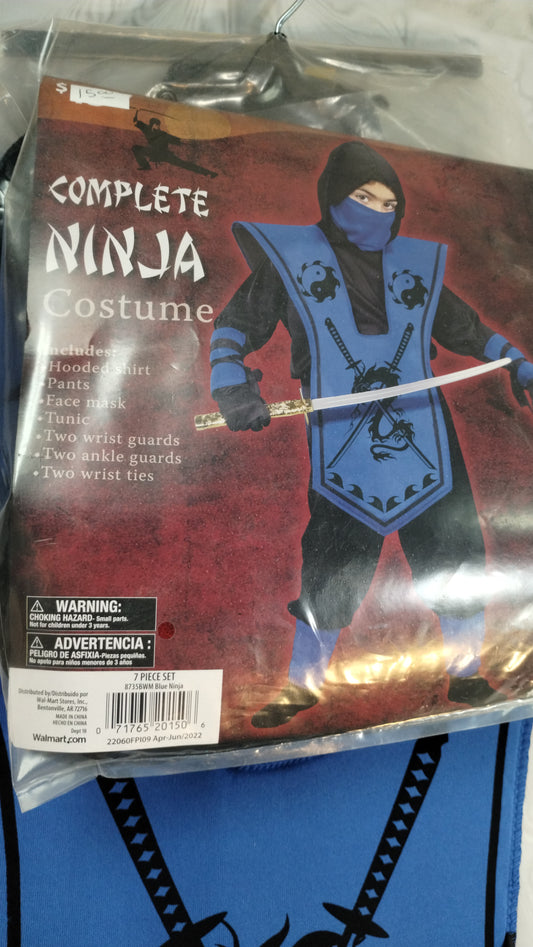 $ 15.00
COMPLETE
NINJA
Costume
Includes:
•Hooded shirt
•Pants
•Face mask
•Tunic
•Two wrist guards
•Two ankle guards
•Two wrist ties
WARNING:
CHOKING HAZARD- Small parts.
Not for children under 3 years.
ADVERTENCIA :
PELIGRO DE ASFIXIA-Piezas pequeñas.
No apolo para niños menores de 3 años
7 PIECE SET
8735BWM Blue Ninja
Distributed by/Distribuido por
Wal-Mart Stores, Inc.,
Bentonville, AR 72716
MADE IN CHINA
HECHO EN CHINA
Dept 18
Walmart.com
0 71765 20150 6
22060FPI09 Apr-Jun/2022